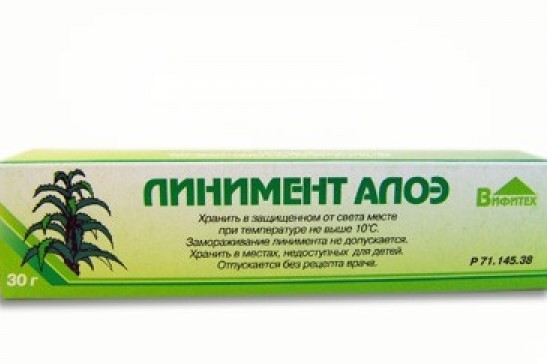 ЛИНИМЕНТ АЛОЭ
Хранить в защищенном от света месте
при температуре не выше 10°С.
Замораживание линимента не допускается.
Хранить в местах, недоступных для детей.
Отпускается без рецепта врача.
30 г
ВИФИТЕХ
Р 71.145.38